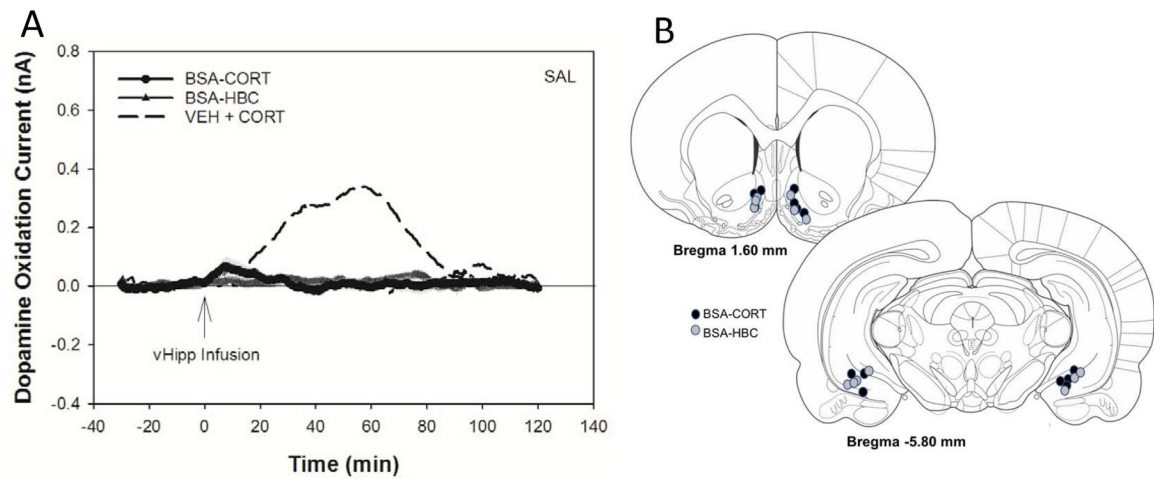 A
Dopamine Oxidation Current (nA)
0.8
0.6
0.4
0.2
0.0
-0.2
-0.4
BSA-CORT
BSA-HBC
VEH + CORT
SAL
vHipp Infusion
-40 -20 0 20 40 60 80 100 120 140
Time (min)
B
Bregma 1.60 mm
BSA-CORT
BSA-HBC
Bregma -5.80 mm